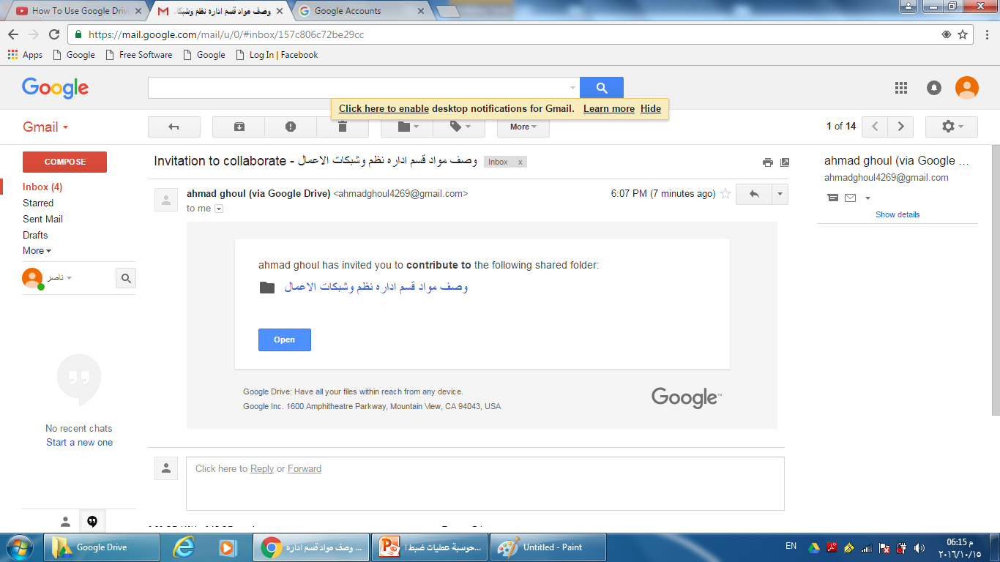 How To Use Google Driv
وصف مواد قسم اداره نظم وشبكات
Google Accounts
https://mail.google.com/mail/u/0/#inbox/157c806c72be29cc
Apps Google Free Software Google Log In | Facebook
Google
Click here to enable desktop notifications for Gmail. Learn more Hide
Gmail
More
1 of 14
COMPOSE
Inbox (4)
Starred
Sent Mail
Drafts
More
ناصر
No recent chats
Start a new one
Invitation to collaborate - وصف مواد قسم اداره نظم وشبكات الاعمال Inbox x
ahmad ghoul (via Google Drive) <ahmadghoul4269@gmail.com>
6:07 PM (7 minutes ago)
to me
ahmad ghoul has invited you to contribute to the following shared folder:
وصف مواد قسم اداره نظم وشبكات الاعمال
Open
Google Drive: Have all your files within reach from any device.
Google Inc. 1600 Amphitheatre Parkway, Mountain View, CA 94043, USA
Google™
Click here to Reply or Forward
ahmad ghoul (via Google ...
ahmadghoul4269@gmail.com
Show details
Google Drive
وصف مواد قسم اداره ...
حوسبة عمليات ضبط ا...
Untitled - Paint
EN
06:15 م
٢٠١٦/١٠/١٥